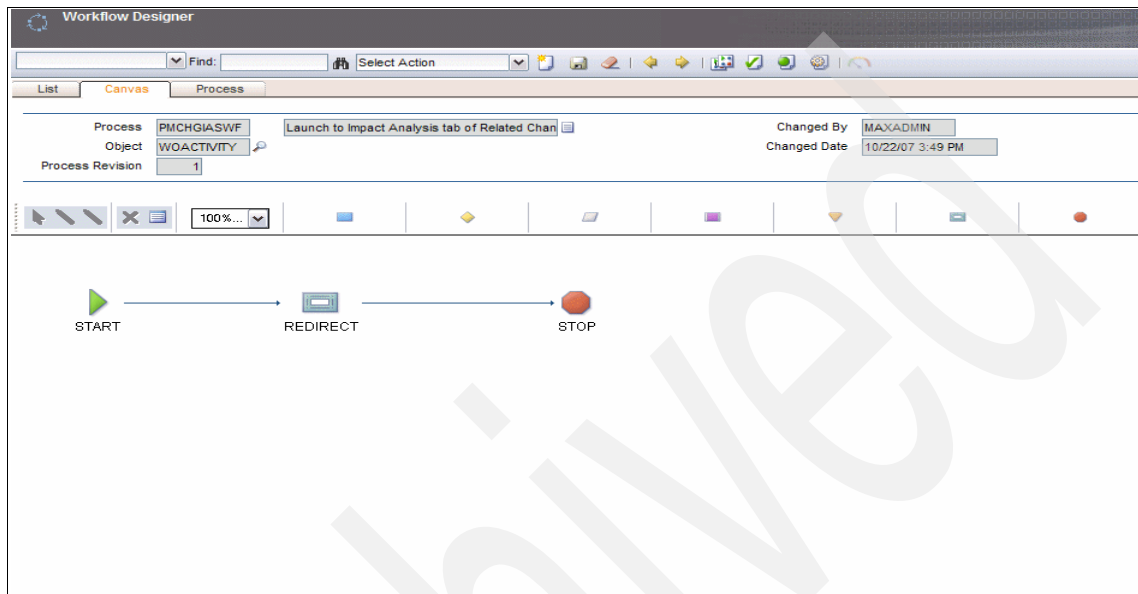 Workflow Designer
Find: Select Action
List Canvas Process
Process PMCHGIASWF Launch to Impact Analysis tab of Related Chan Changed By MAXADMIN
Object WOACTIVITY Changed Date 10/22/07 3:49 PM
Process Revision 1
100%...
START REDIRECT STOP